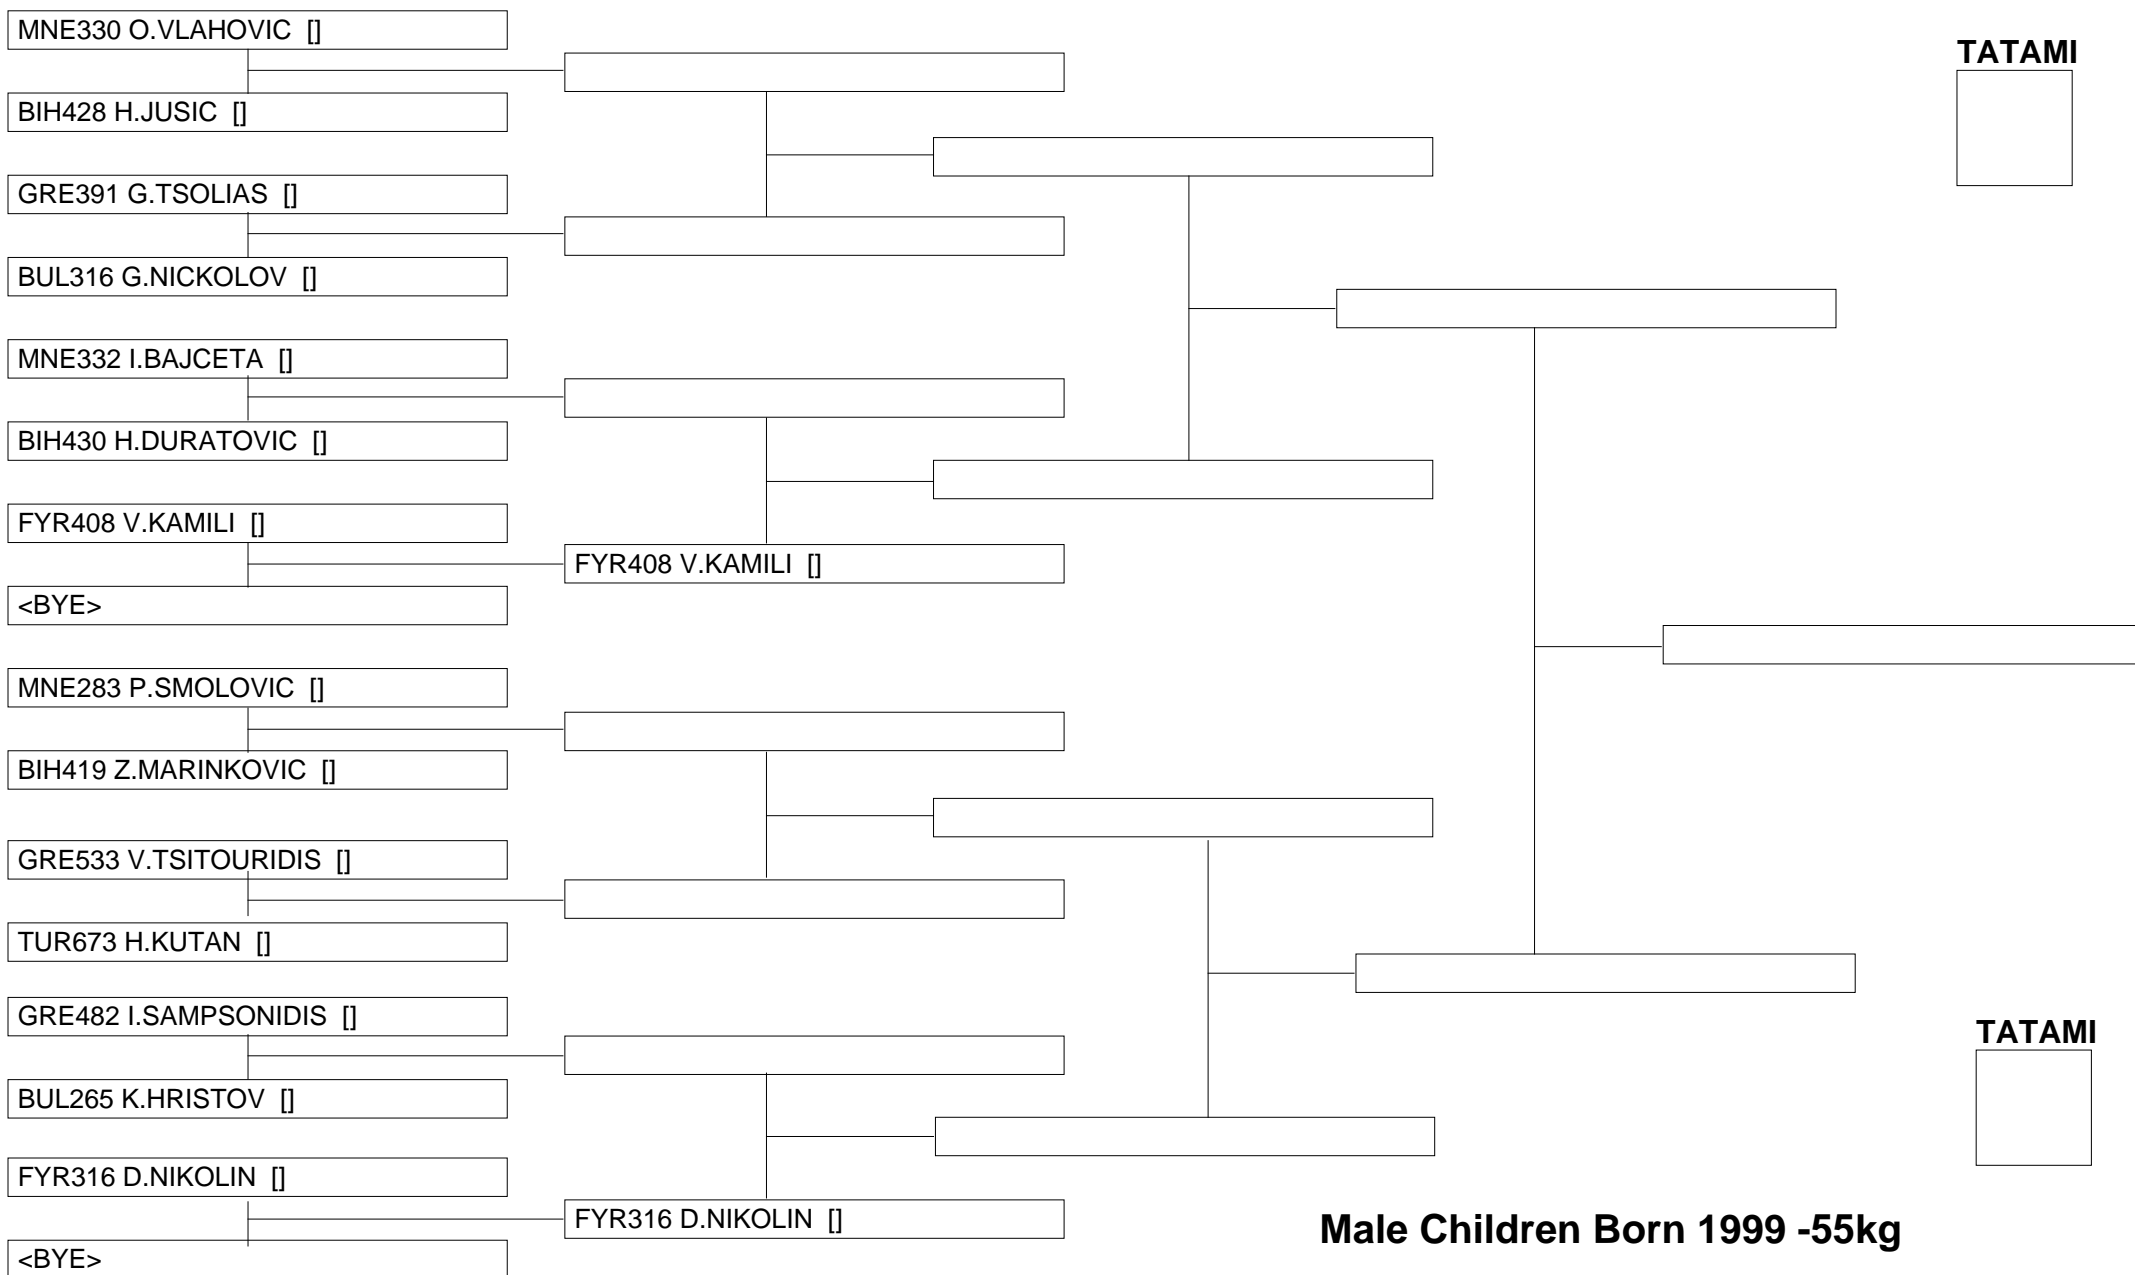 MNE330 O.VLAHOVIC []
BIH428 H.JUSIC []
GRE391 G.TSOLIAS []
BUL316 G.NICKOLOV []
MNE332 I.BAJCETA []
BIH430 H.DURATOVIC []
FYR408 V.KAMILI []
<BYE>
MNE283 P.SMOLOVIC []
BIH419 Z.MARINKOVIC []
GRE533 V.TSITOURIDIS []
TUR673 H.KUTAN []
GRE482 I.SAMPSONIDIS []
BUL265 K.HRISTOV []
FYR316 D.NIKOLIN []
<BYE>
FYR408 V.KAMILI []
FYR316 D.NIKOLIN []
TATAMI
TATAMI
Male Children Born 1999 -55kg